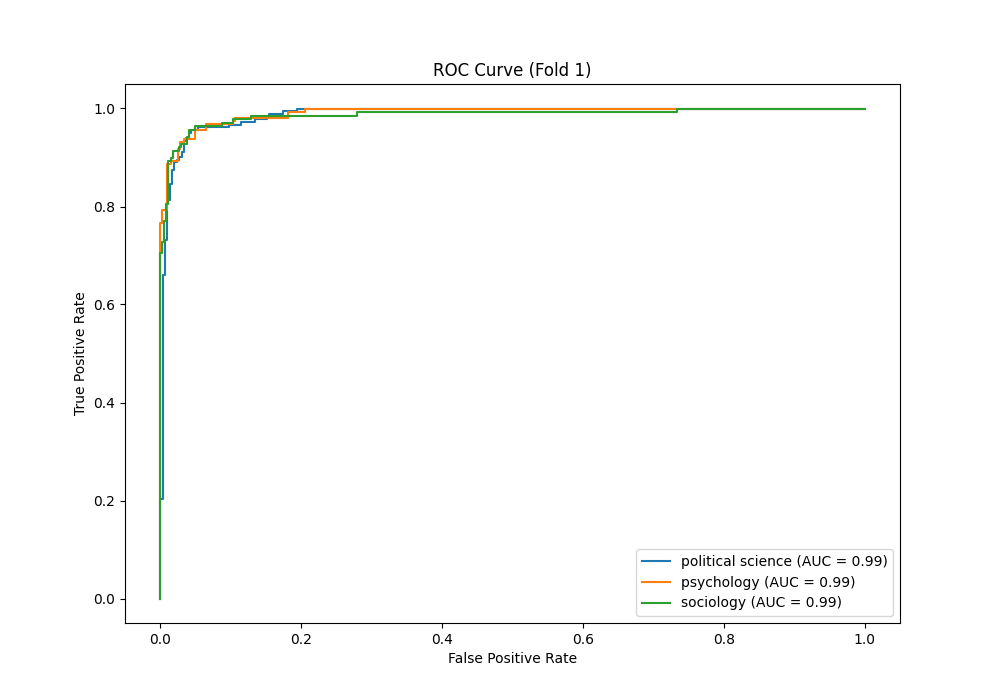 ROC Curve (Fold 1)
True Positive Rate
1.0
0.8
0.6
0.4
0.2
0.0
political science (AUC = 0.99)
psychology (AUC = 0.99)
sociology (AUC = 0.99)
0.0 0.2 0.4 0.6 0.8 1.0
False Positive Rate